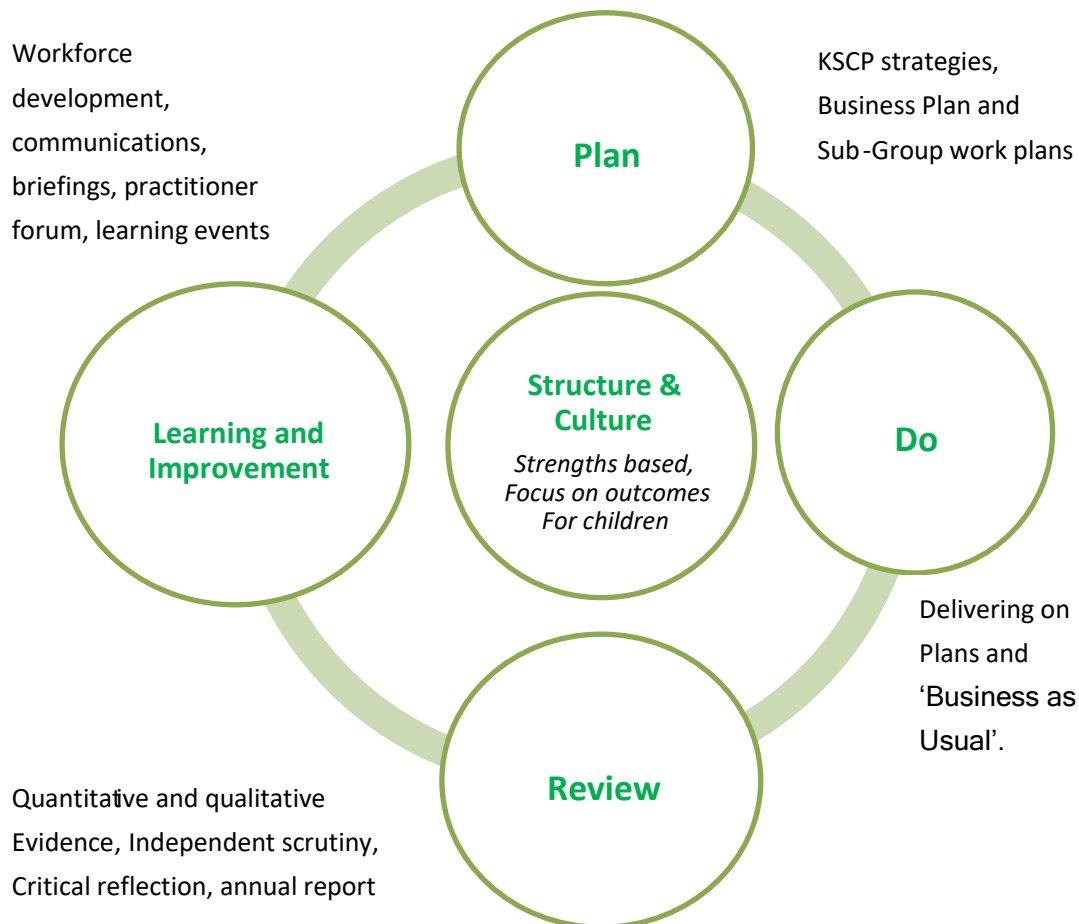 Workforce
development,
communications,
briefings, practitioner
forum, learning events
Plan
KSCP strategies,
Business Plan and
Sub-Group work plans
Learning and
Improvement
Structure &
Culture
Strengths based,
Focus on outcomes
For children
Do
Delivering on
Plans and
‘Business as
Usual’.
Review
Quantitative and qualitative
Evidence, Independent scrutiny,
Critical reflection, annual report